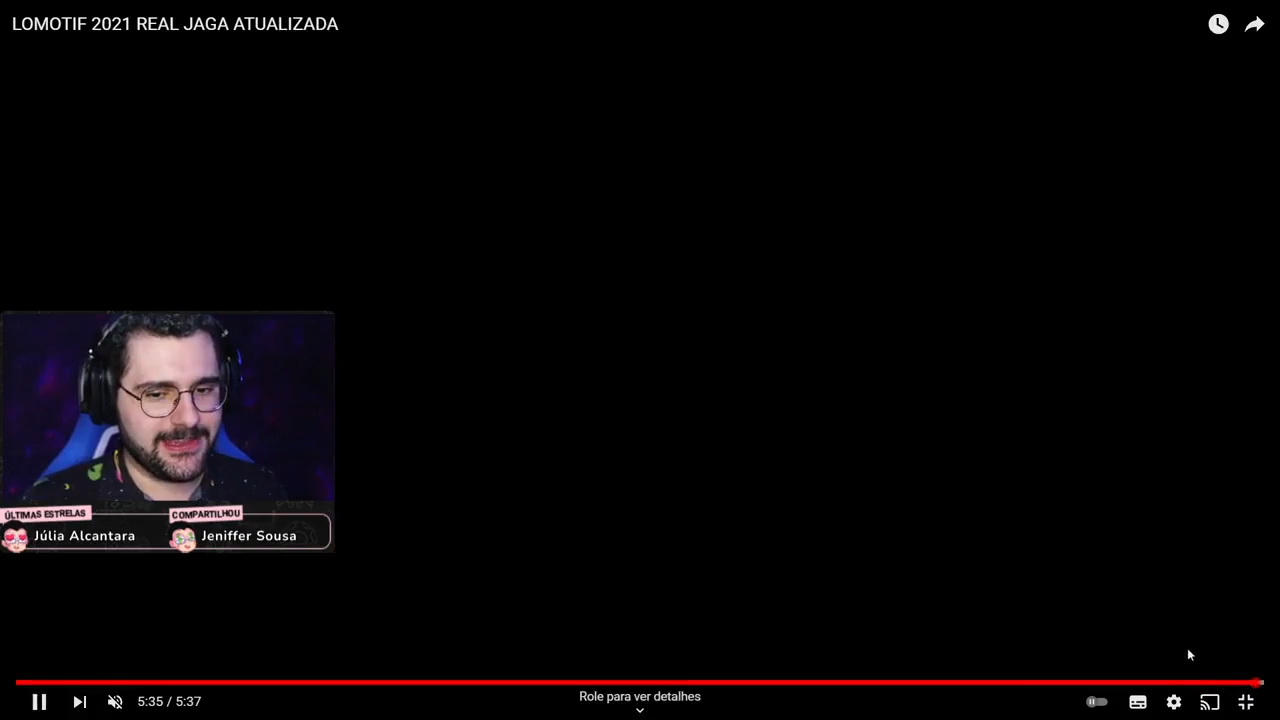 LOMOTIF 2021 REAL JAGA ATUALIZADA
ÚLTIMAS ESTRELAS
COMPARTILHOU
Júlia Alcantara
Jeniffer Sousa
5:35 / 5:37
Role para ver detalhes